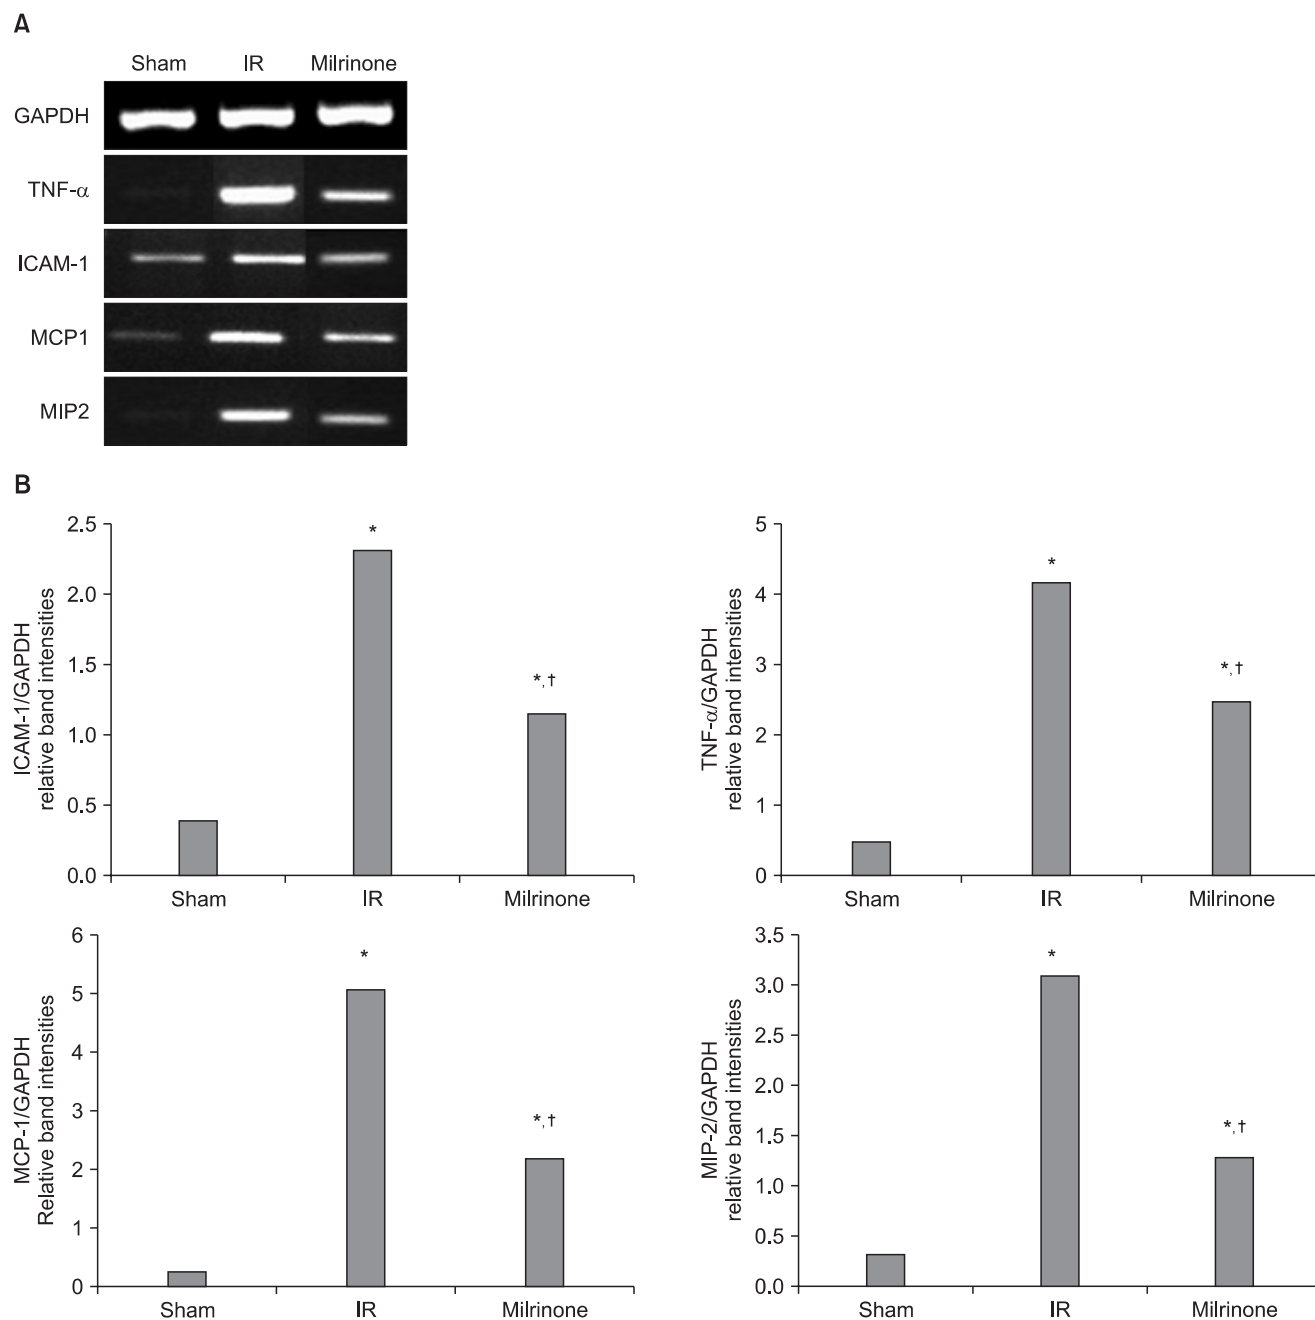 A
Sham IR Milrinone
GAPDH
TNF-α
ICAM-1
MCP1
MIP2
B
ICAM-1/GAPDH
relative band intensities
2.5
2.0
1.5
1.0
0.5
0.0
*
*,†
Sham IR Milrinone
TNF-α/GAPDH
relative band intensities
5
4
3
2
1
0
*
*,†
Sham IR Milrinone
MCP-1/GAPDH
Relative band intensities
6
5
4
3
2
1
0
*
*,†
Sham IR Milrinone
MIP-2/GAPDH
relative band intensities
3.5
3.0
2.5
2.0
1.5
1.0
0.5
0.0
*
*,†
Sham IR Milrinone